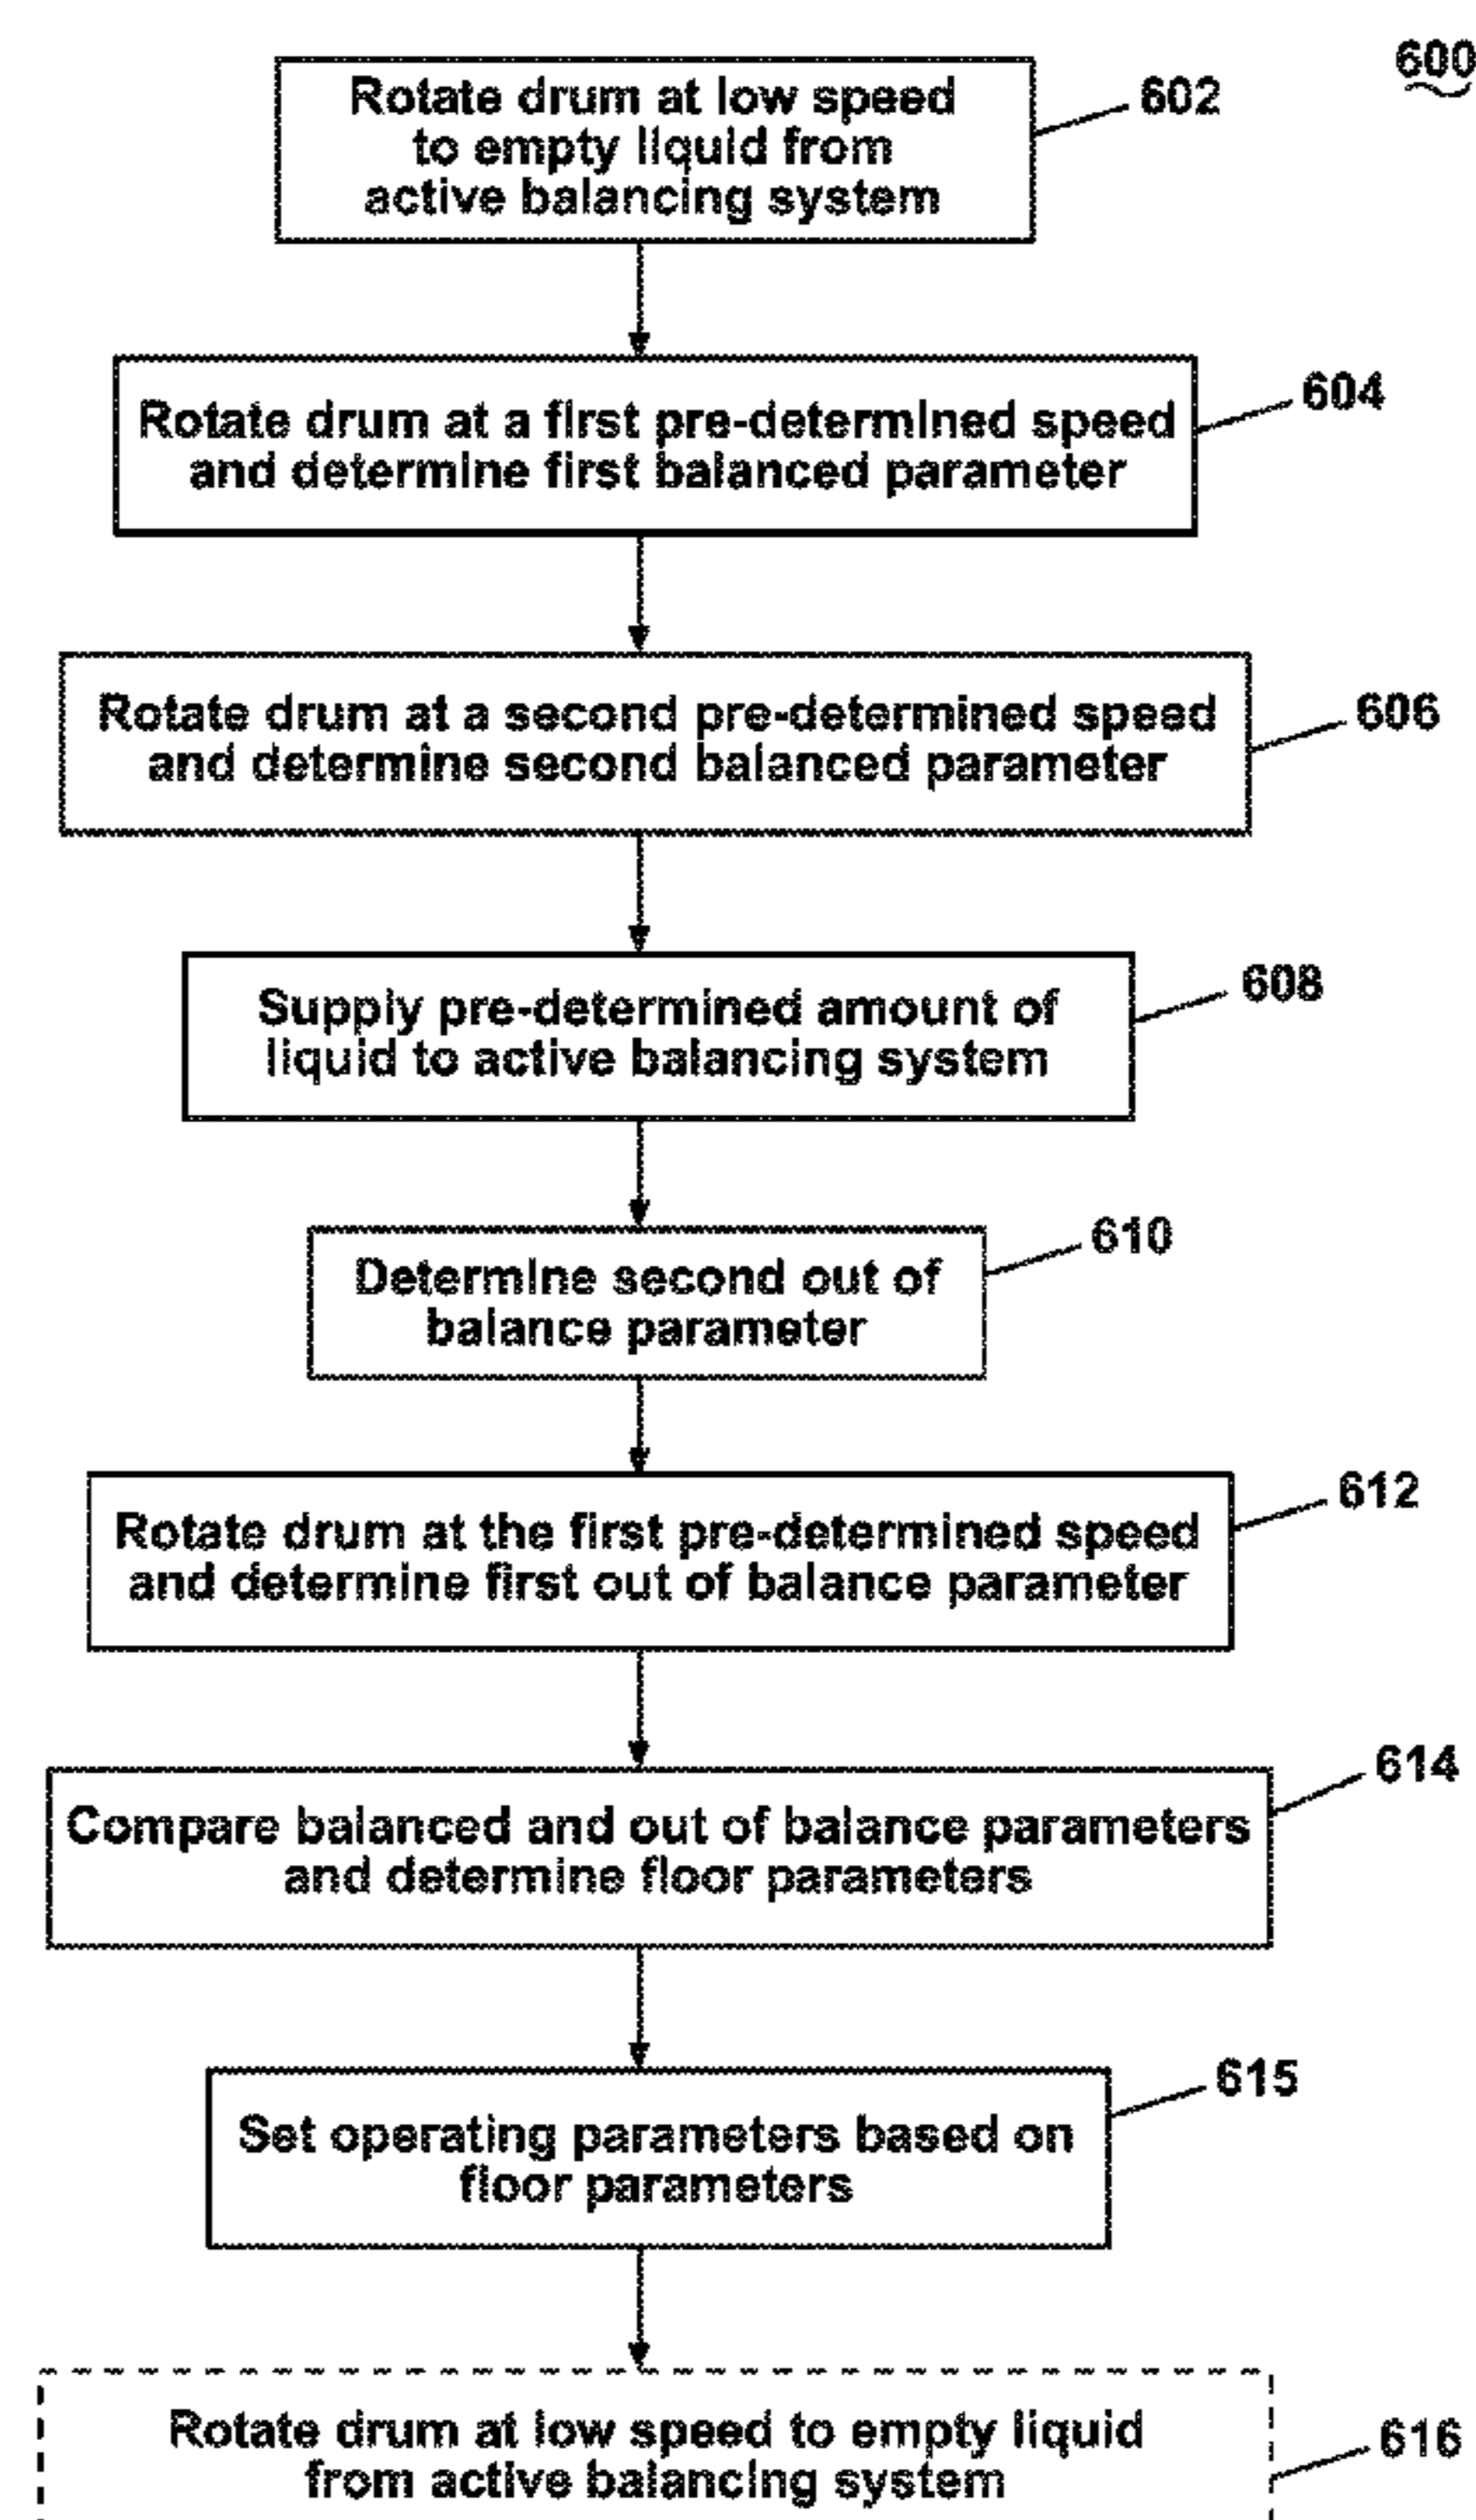 600
Rotate drum at low speed
to empty liquid from
active balancing system
602
Rotate drum at a first pre-determined speed
and determine first balanced parameter
604
Rotate drum at a second pre-determined speed
and determine second balanced parameter
606
Supply pre-determined amount of
liquid to active balancing system
608
Determine second out of
balance parameter
610
Rotate drum at the first pre-determined speed
and determine first out of balance parameter
612
Compare balanced and out of balance parameters
and determine floor parameters
614
Set operating parameters based on
floor parameters
615
Rotate drum at low speed to empty liquid
from active balancing system
616